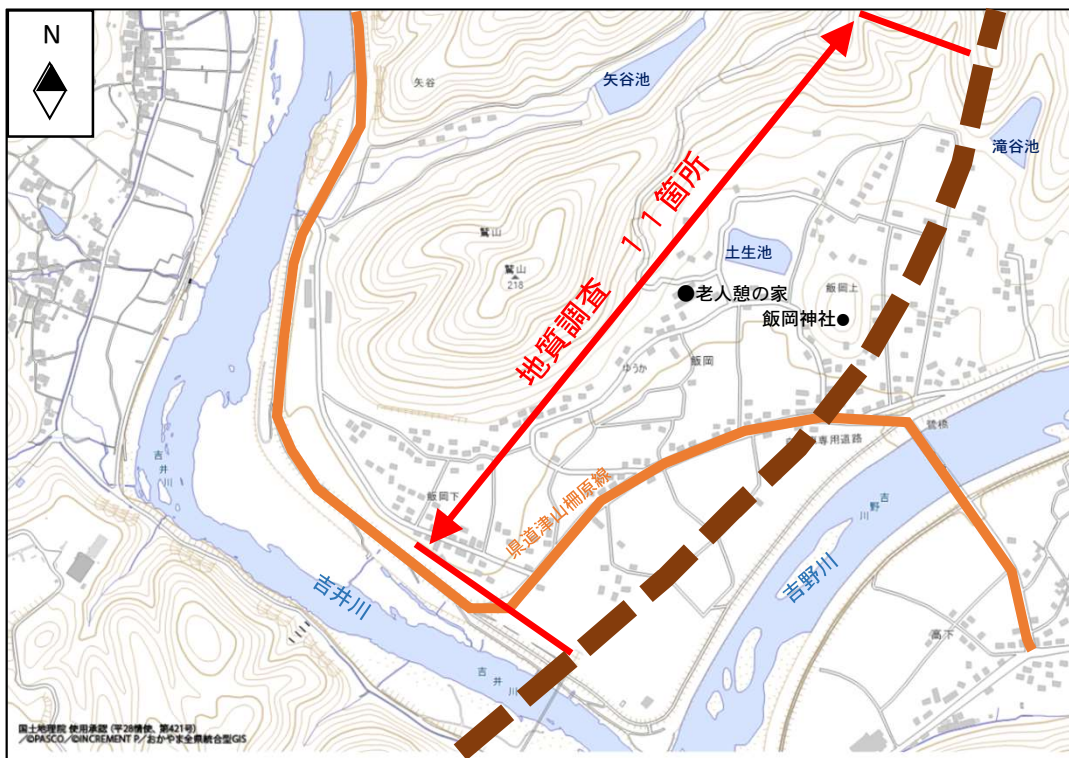 N
矢谷
矢谷池
滝谷池
地質調査 11箇所
土生池
鷲山
鷲山
218
●老人憩の家
飯岡上
飯岡神社●
飯岡
ゆうか
専用道路
鷺橋
吉井川
飯岡下
県道津山柵原線
吉野川
吉野川
吉井川
高下
吉井川
国土地理院 使用承認（平28情使、第421号）
／©PASCO／©INCREMENT P／おかやま全県統合型GIS